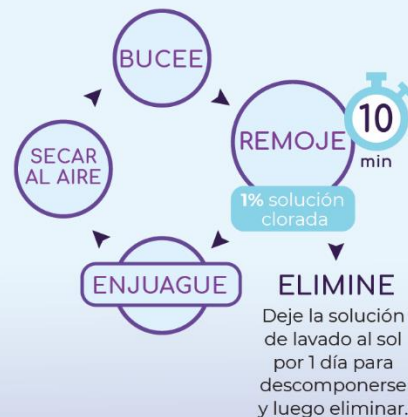 BUCEE
REMOJE
10
min
1% solución
clorada
SECAR
AL AIRE
ENJUAGUE
ELIMINE
Deje la solución
de lavado al sol
por 1 día para
descomponerse
y luego eliminar.